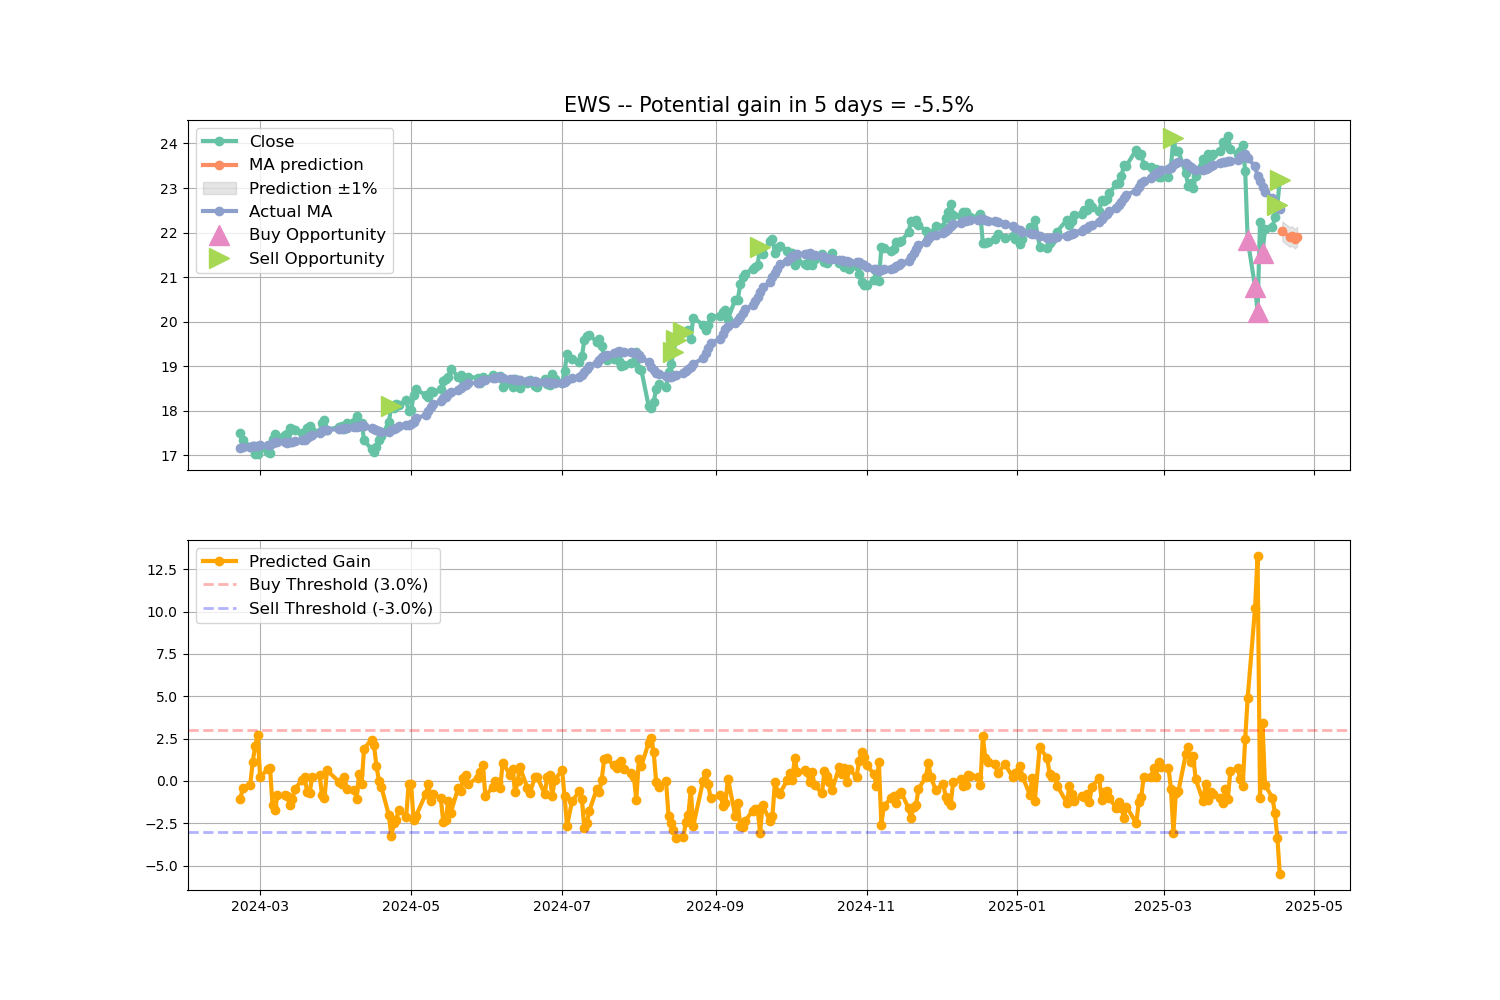 EWS -- Potential gain in 5 days = -5.5%
24
23
22
21
20
19
18
17
Close
MA prediction
Prediction ±1%
Actual MA
Buy Opportunity
Sell Opportunity
12.5
10.0
7.5
5.0
2.5
0.0
−2.5
−5.0
Predicted Gain
Buy Threshold (3.0%)
Sell Threshold (-3.0%)
2024-03 2024-05 2024-07 2024-09 2024-11 2025-01 2025-03 2025-05